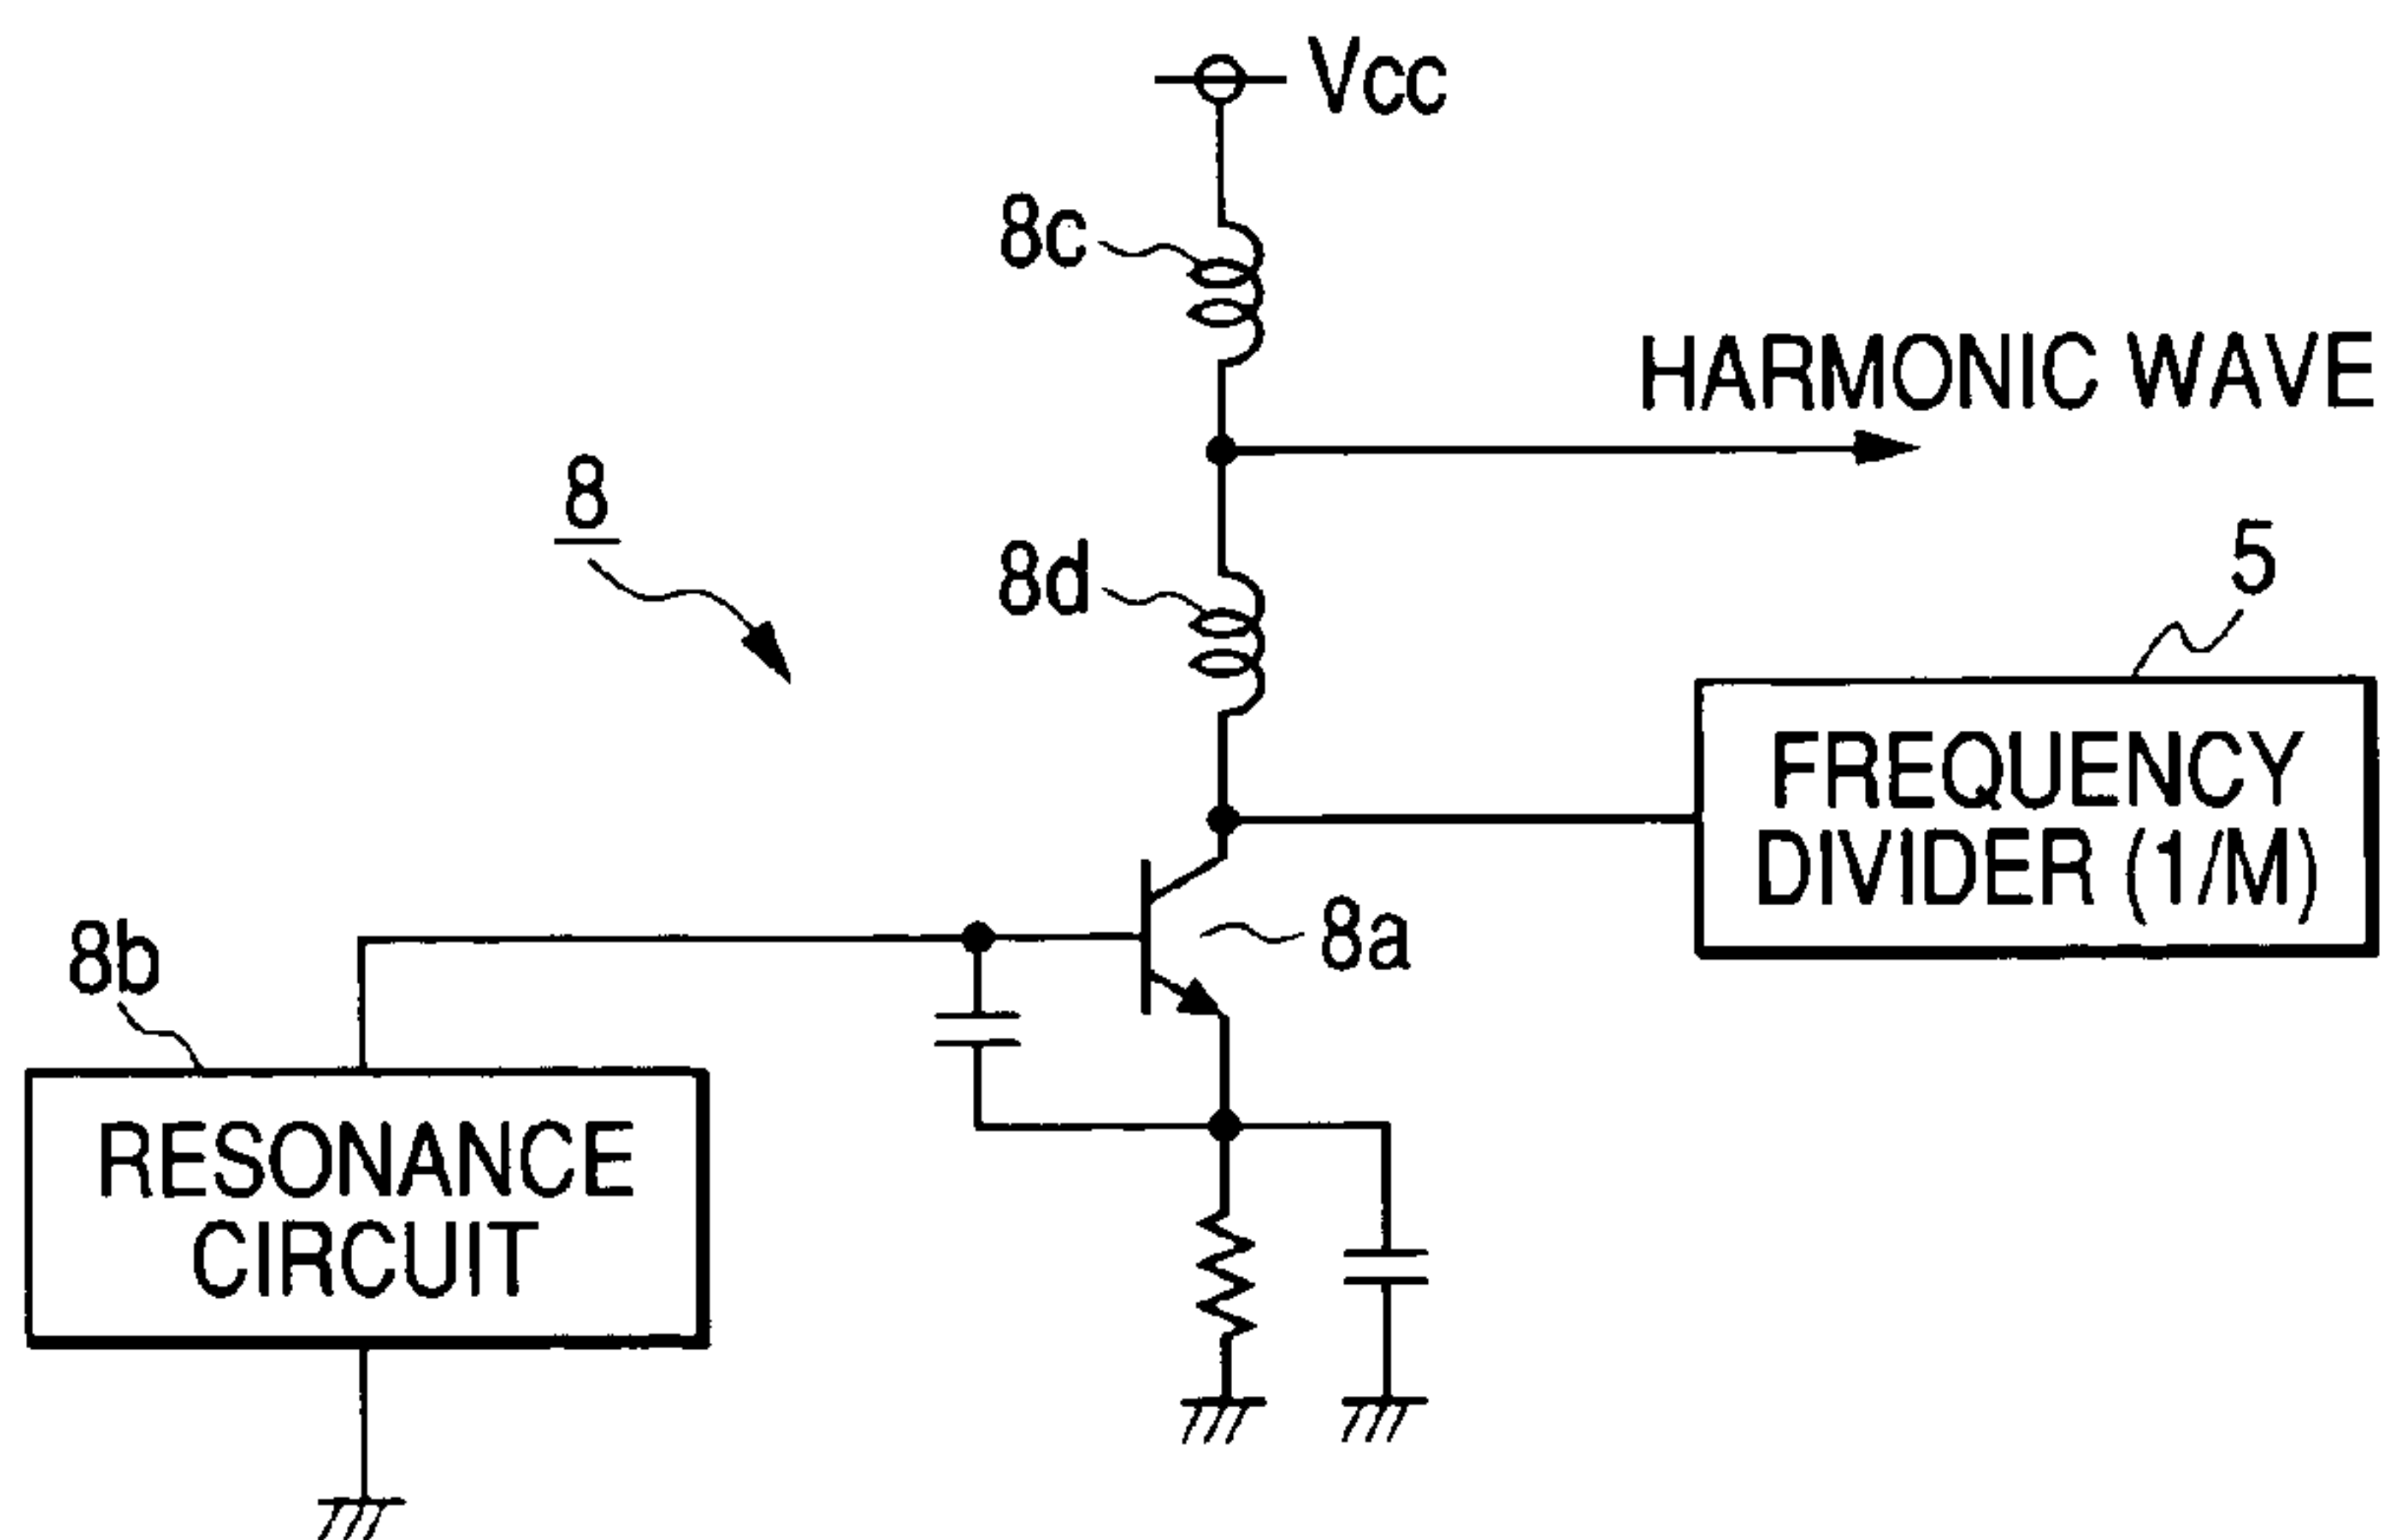 Vcc
8c
HARMONIC WAVE
8
8d
5
FREQUENCY
DIVIDER (1/M)
8b
8a
RESONANCE
CIRCUIT